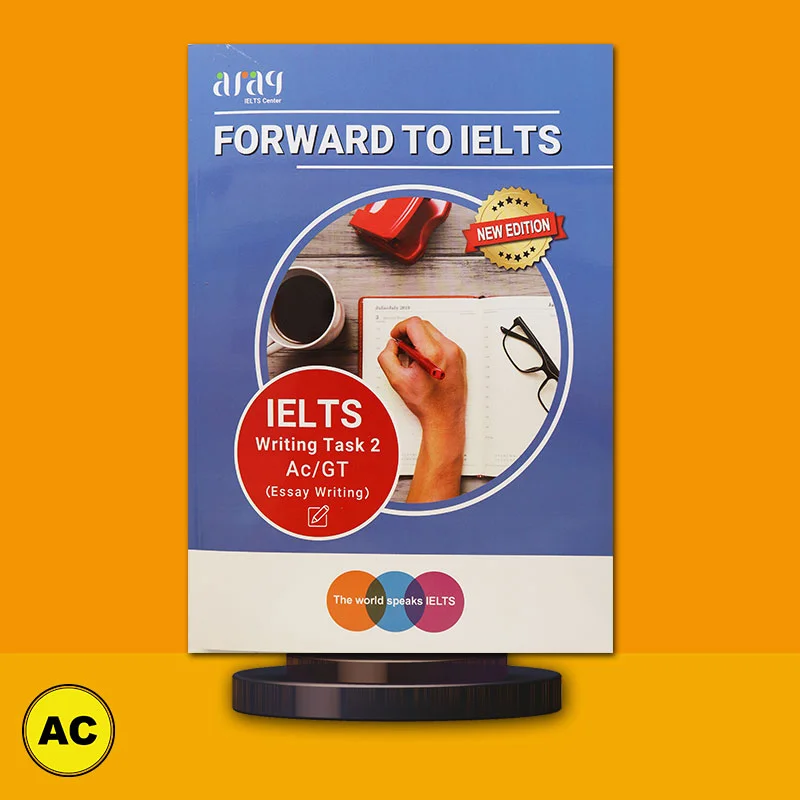 araq
IELTS Center
FORWARD TO IELTS
NEW EDITION
IELTS
Writing Task 2
Ac/GT
(Essay Writing)
The world speaks IELTS
AC